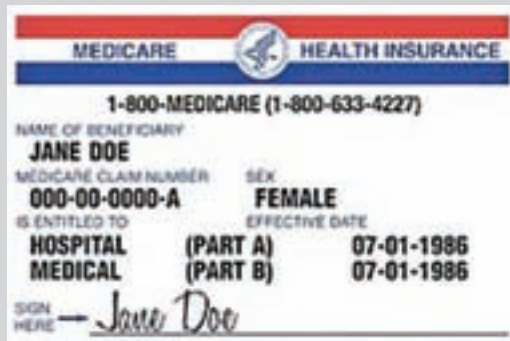 MEDICARE HEALTH INSURANCE
1-800-MEDICARE (1-800-633-4227)
NAME OF BENEFICIARY
JANE DOE
MEDICARE CLAIM NUMBER SEX
000-00-0000-A FEMALE
IS ENTITLED TO EFFECTIVE DATE
HOSPITAL (PART A) 07-01-1986
MEDICAL (PART B) 07-01-1986
SIGN HERE Jane Doe